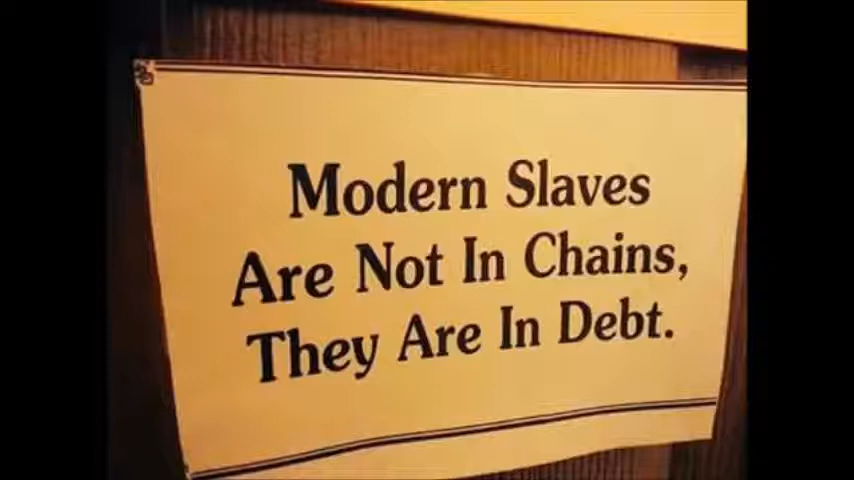 Modern Slaves
Are Not In Chains,
They Are In Debt.